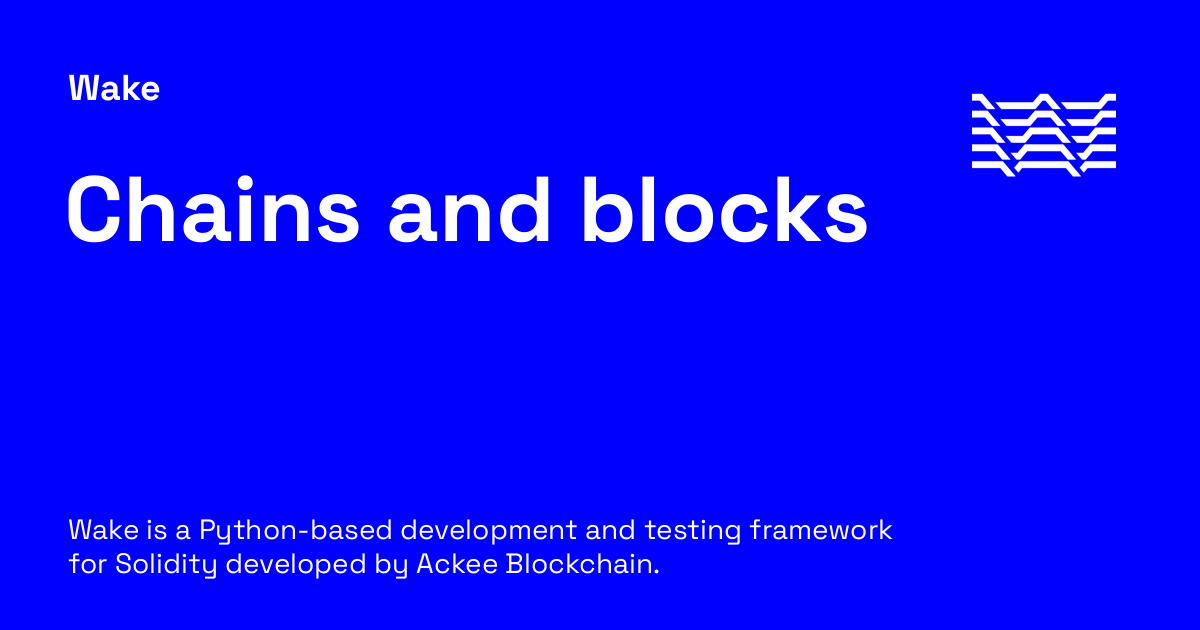 Wake
Chains and blocks
Wake is a Python-based development and testing framework
for Solidity developed by Ackee Blockchain.